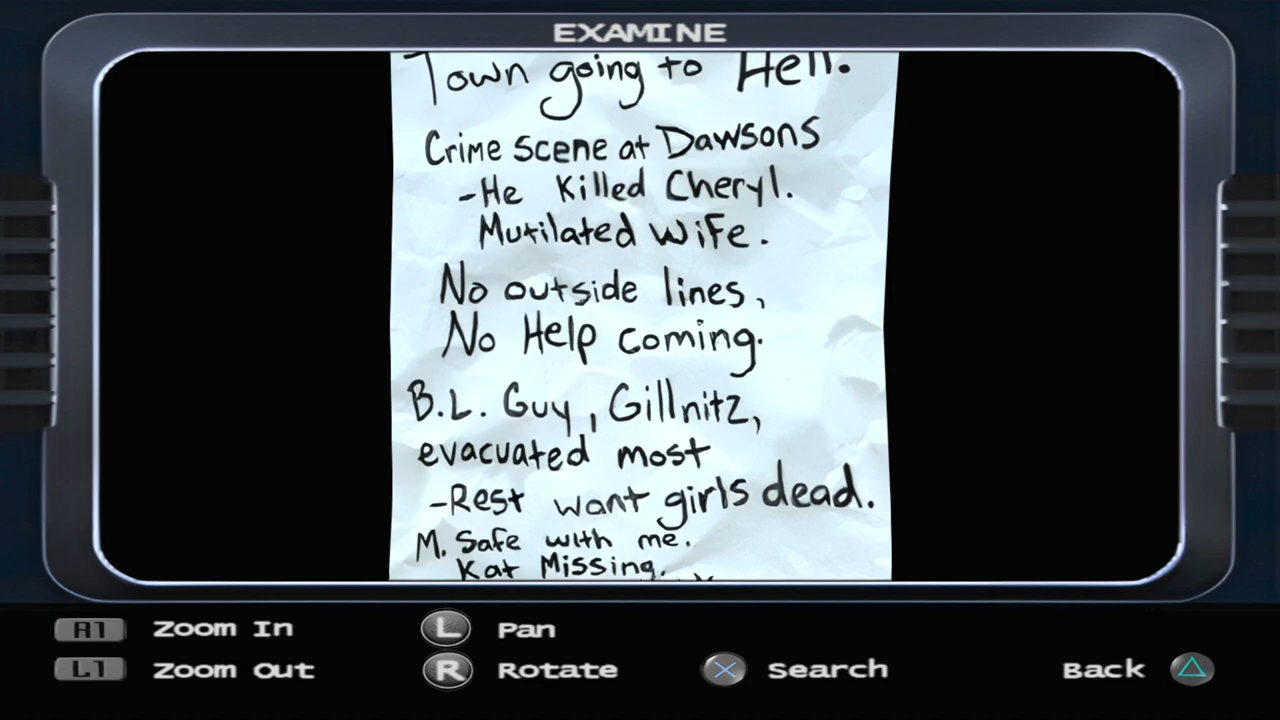 EXAMINE
Town going to Hell.
Crime scene at Dawsons
-He Killed Cheryl.
Mutilated wife.
No outside lines,
No Help coming.
B.L. Guy, Gillnitz,
evacuated most
-Rest want girls dead.
M. Safe with me.
Kat Missing.
R1 Zoom In
L Pan
L1 Zoom Out
R Rotate
Search
Back